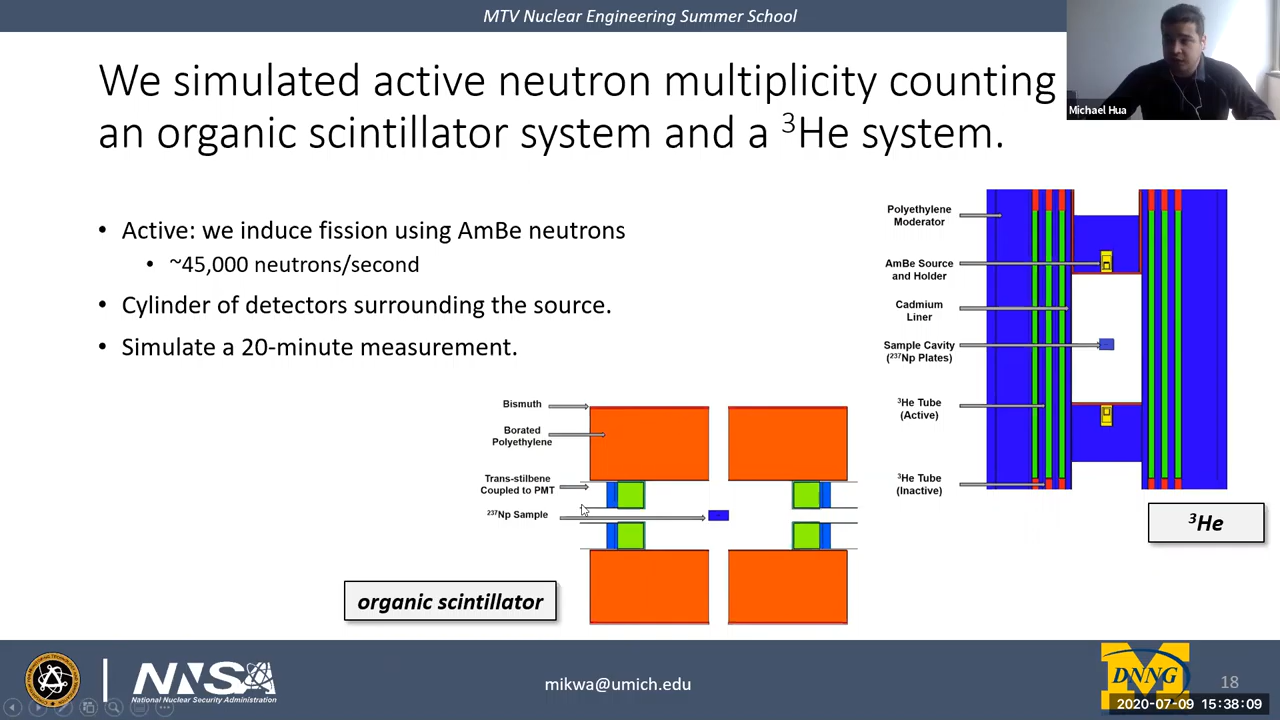 MTV Nuclear Engineering Summer School
We simulated active neutron multiplicity counting
an organic scintillator system and a ³He system.
Michael Hua
• Active: we induce fission using AmBe neutrons
• ~45,000 neutrons/second
• Cylinder of detectors surrounding the source.
• Simulate a 20-minute measurement.
Polyethylene
Moderator
AmBe Source
and Holder
Cadmium
Liner
Sample Cavity
(²³⁷Np Plates)
³He Tube
(Active)
³He Tube
(Inactive)
³He
Bismuth
Borated
Polyethylene
Trans-stilbene
Coupled to PMT
²³⁷Np Sample
organic scintillator
NNSA
National Nuclear Security Administration
mikwa@umich.edu
M
DNNG
18
2020-07-09 15:38:09